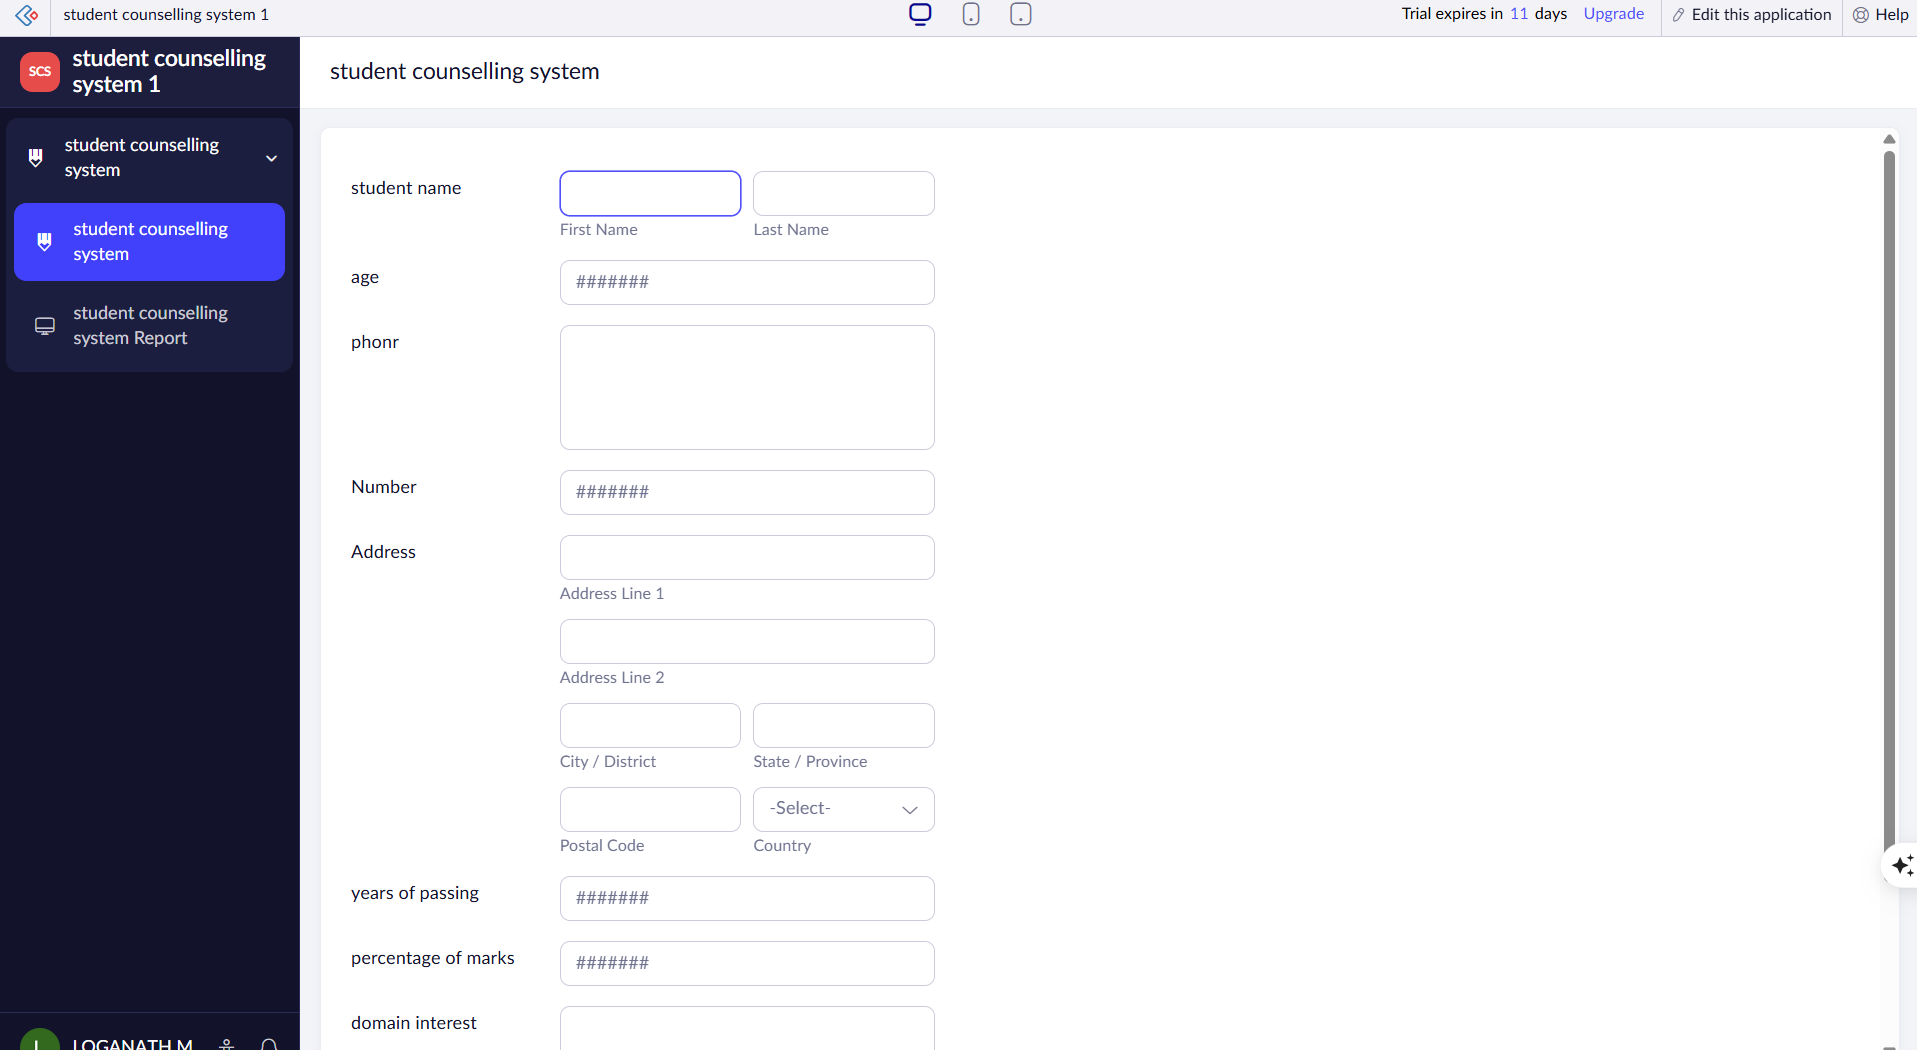 student counselling system 1
Trial expires in 11 days Upgrade
Edit this application
Help
SCS
student counselling
system 1
student counselling
system
student counselling
system
student counselling
system Report
LOGANATH M
student counselling system
student name
First Name
Last Name
age
#######
phonr
Number
#######
Address
Address Line 1
Address Line 2
City / District
State / Province
-Select-
Postal Code
Country
years of passing
#######
percentage of marks
#######
domain interest